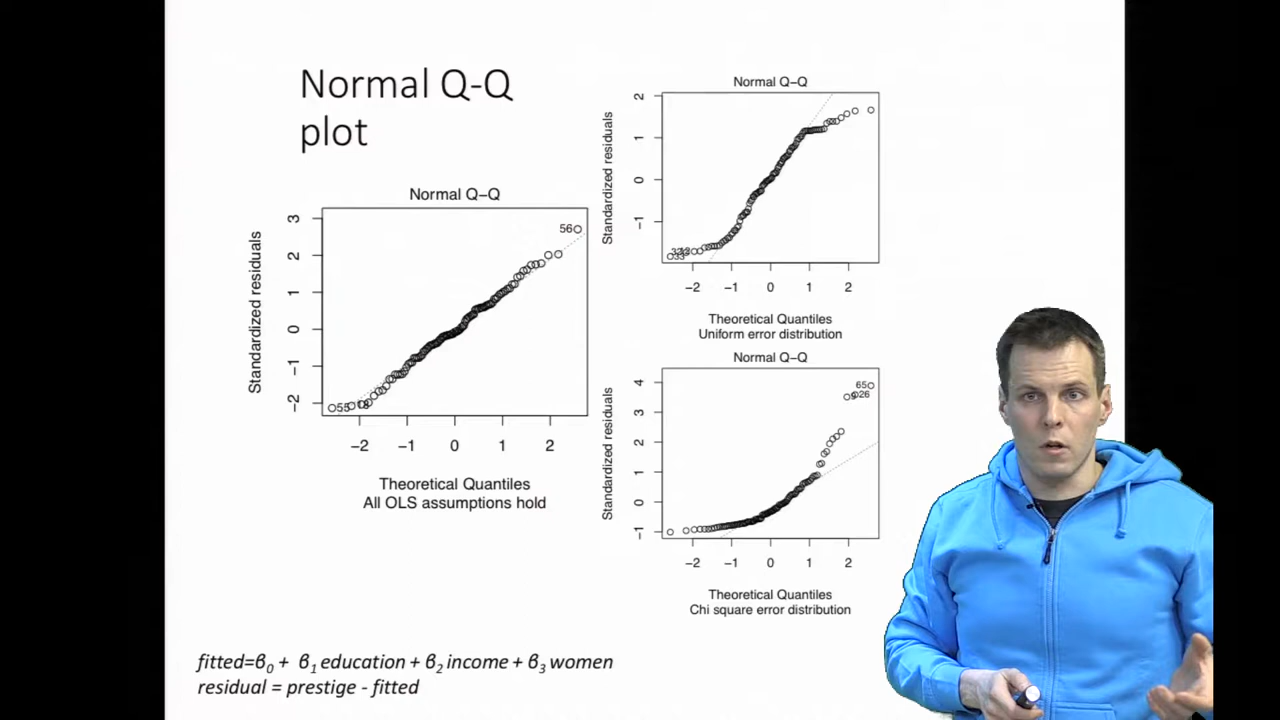 Normal Q-Q
plot
Normal Q−Q
Standardized residuals
3
2
1
0
−1
−2
56
55
−2 −1 0 1 2
Theoretical Quantiles
All OLS assumptions hold
Normal Q−Q
Standardized residuals
2
1
0
−1
−2 −1 0 1 2
Theoretical Quantiles
Uniform error distribution
Normal Q−Q
Standardized residuals
4
3
2
1
0
−1
65
26
−2 −1 0 1 2
Theoretical Quantiles
Chi square error distribution
fitted=β0 + β1 education + β2 income + β3 women
residual = prestige - fitted